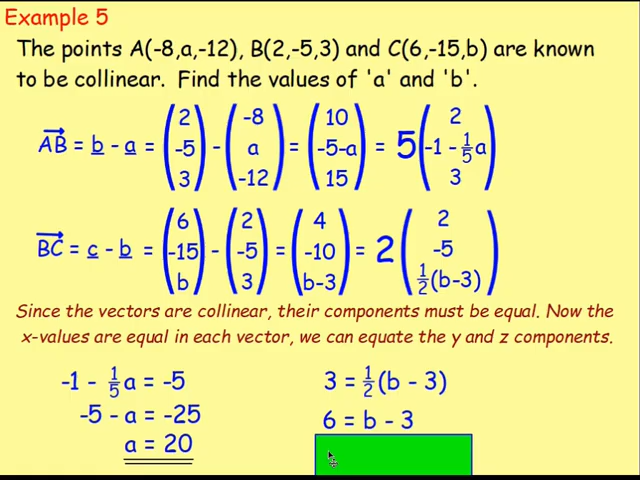 Example 5
The points A(-8,a,-12), B(2,-5,3) and C(6,-15,b) are known
to be collinear. Find the values of 'a' and 'b'.
AB = b - a = (2 -5 3) - (-8 a -12) = (10 -5-a 15) = 5 (2 -1 - 1/5 a 3)
BC = c - b = (6 -15 b) - (2 -5 3) = (4 -10 b-3) = 2 (2 -5 1/2 (b-3))
Since the vectors are collinear, their components must be equal. Now the
x-values are equal in each vector, we can equate the y and z components.
-1 - 1/5 a = -5
-5 - a = -25
a = 20
3 = 1/2 (b - 3)
6 = b - 3